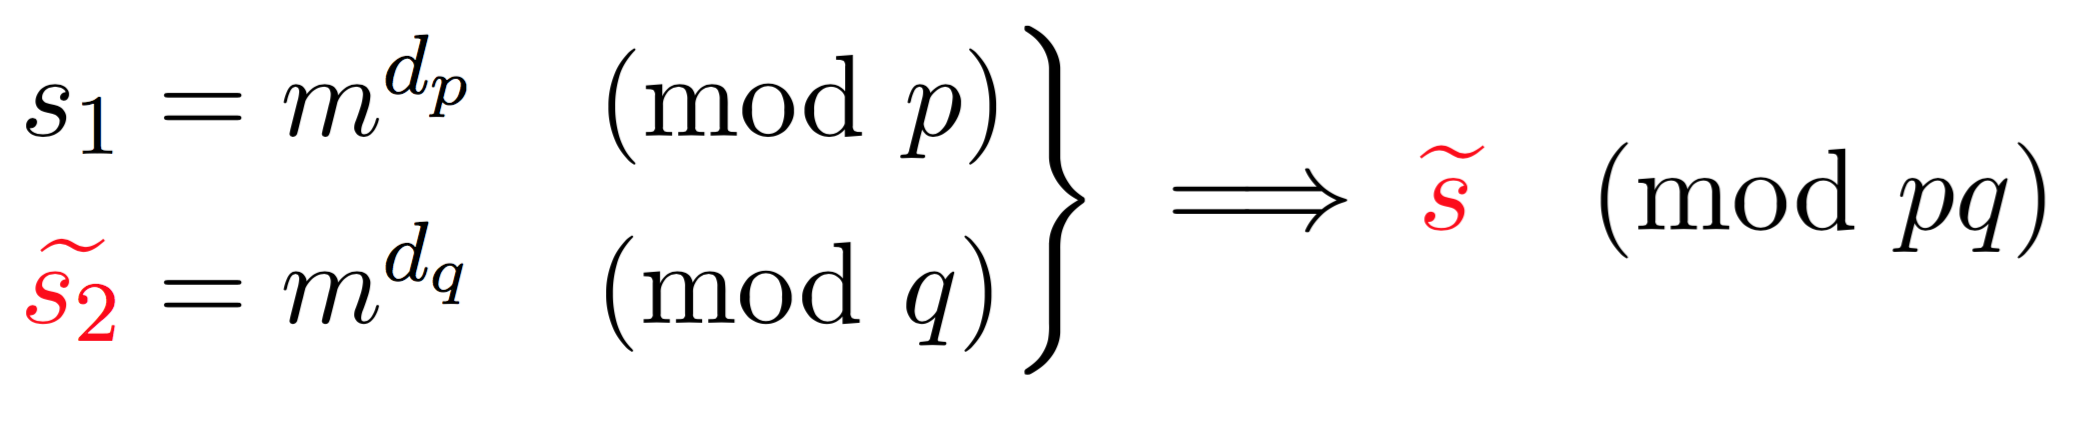 s₁ = m^{d_p} (mod p)
s̃₂ = m^{d_q} (mod q)
} ⟹ s̃ (mod pq)